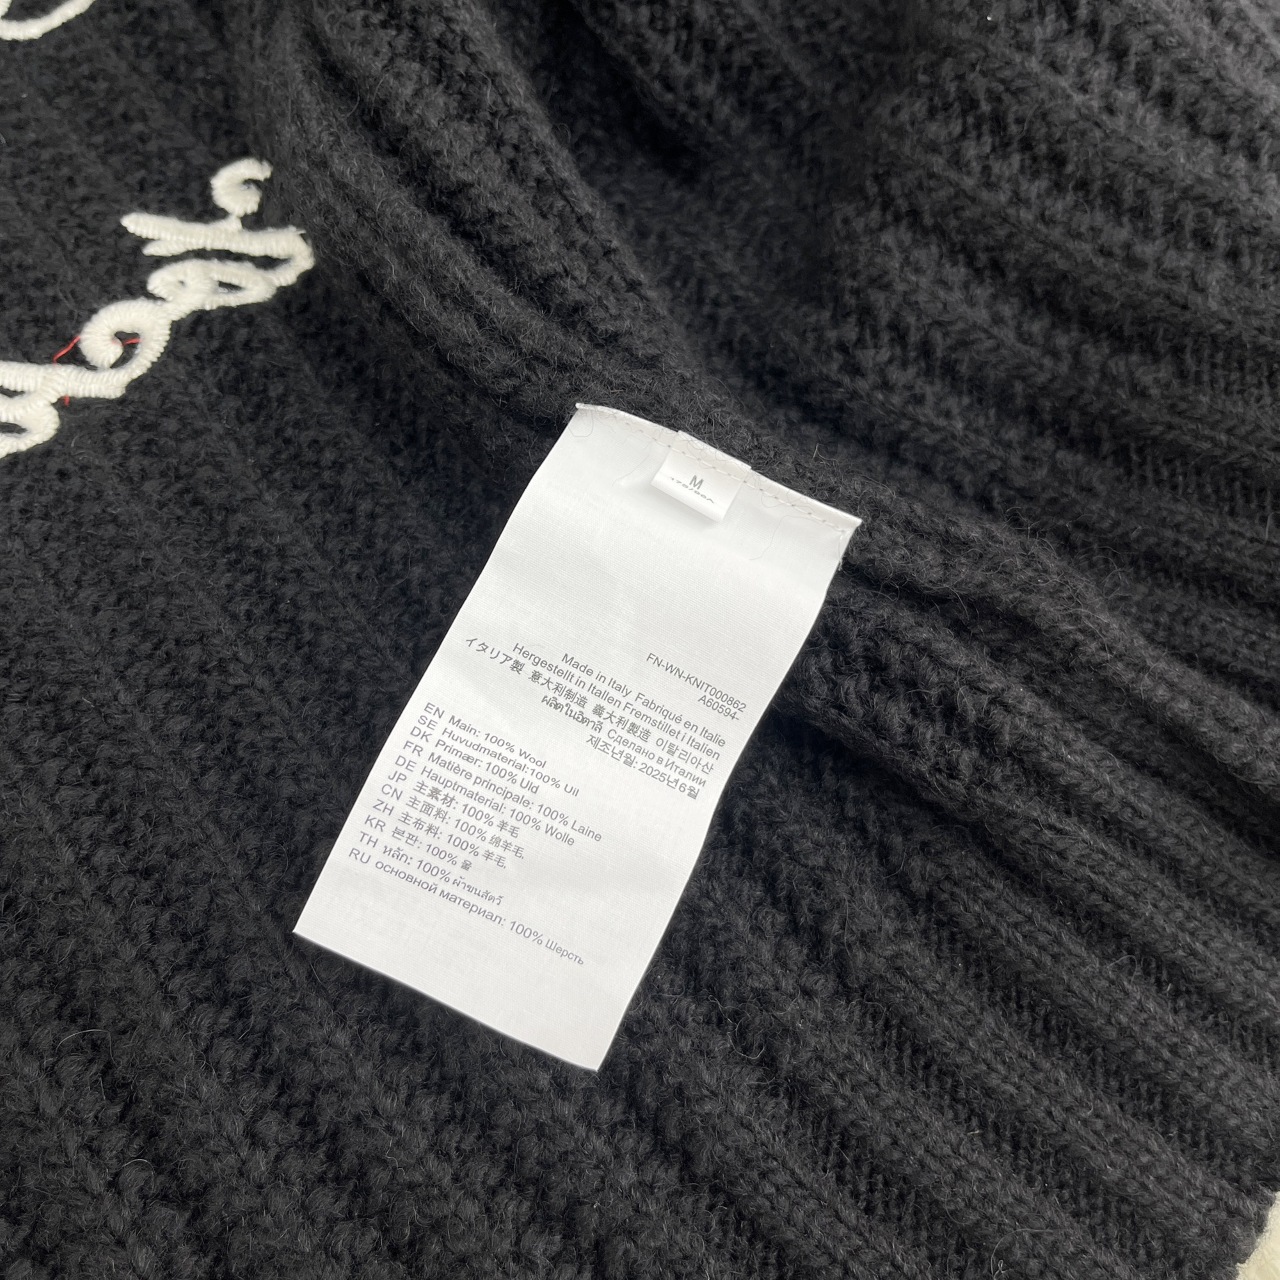 M
FN-WN-KNIT000862
A60594-
Made in Italy Fabriqué en Italie
Hergestellt in Italien Fremstillet i Italien
イタリア製 意大利制造 義大利製造 이탈리아산
ผลิตในอิตาลี Сделано в Италии
제조년월: 2025년 6월
EN Main: 100% Wool
SE Huvudmaterial:100% Ull
DK Primær: 100% Uld
FR Matière principale: 100% Laine
DE Hauptmaterial: 100% Wolle
JP 主素材: 100% 羊毛
CN 主面料: 100% 绵羊毛.
ZH 主布料: 100% 羊毛.
KR 본판: 100% 울
TH หลัก: 100% ผ้าขนสัตว์
RU основной материал: 100% Шерсть